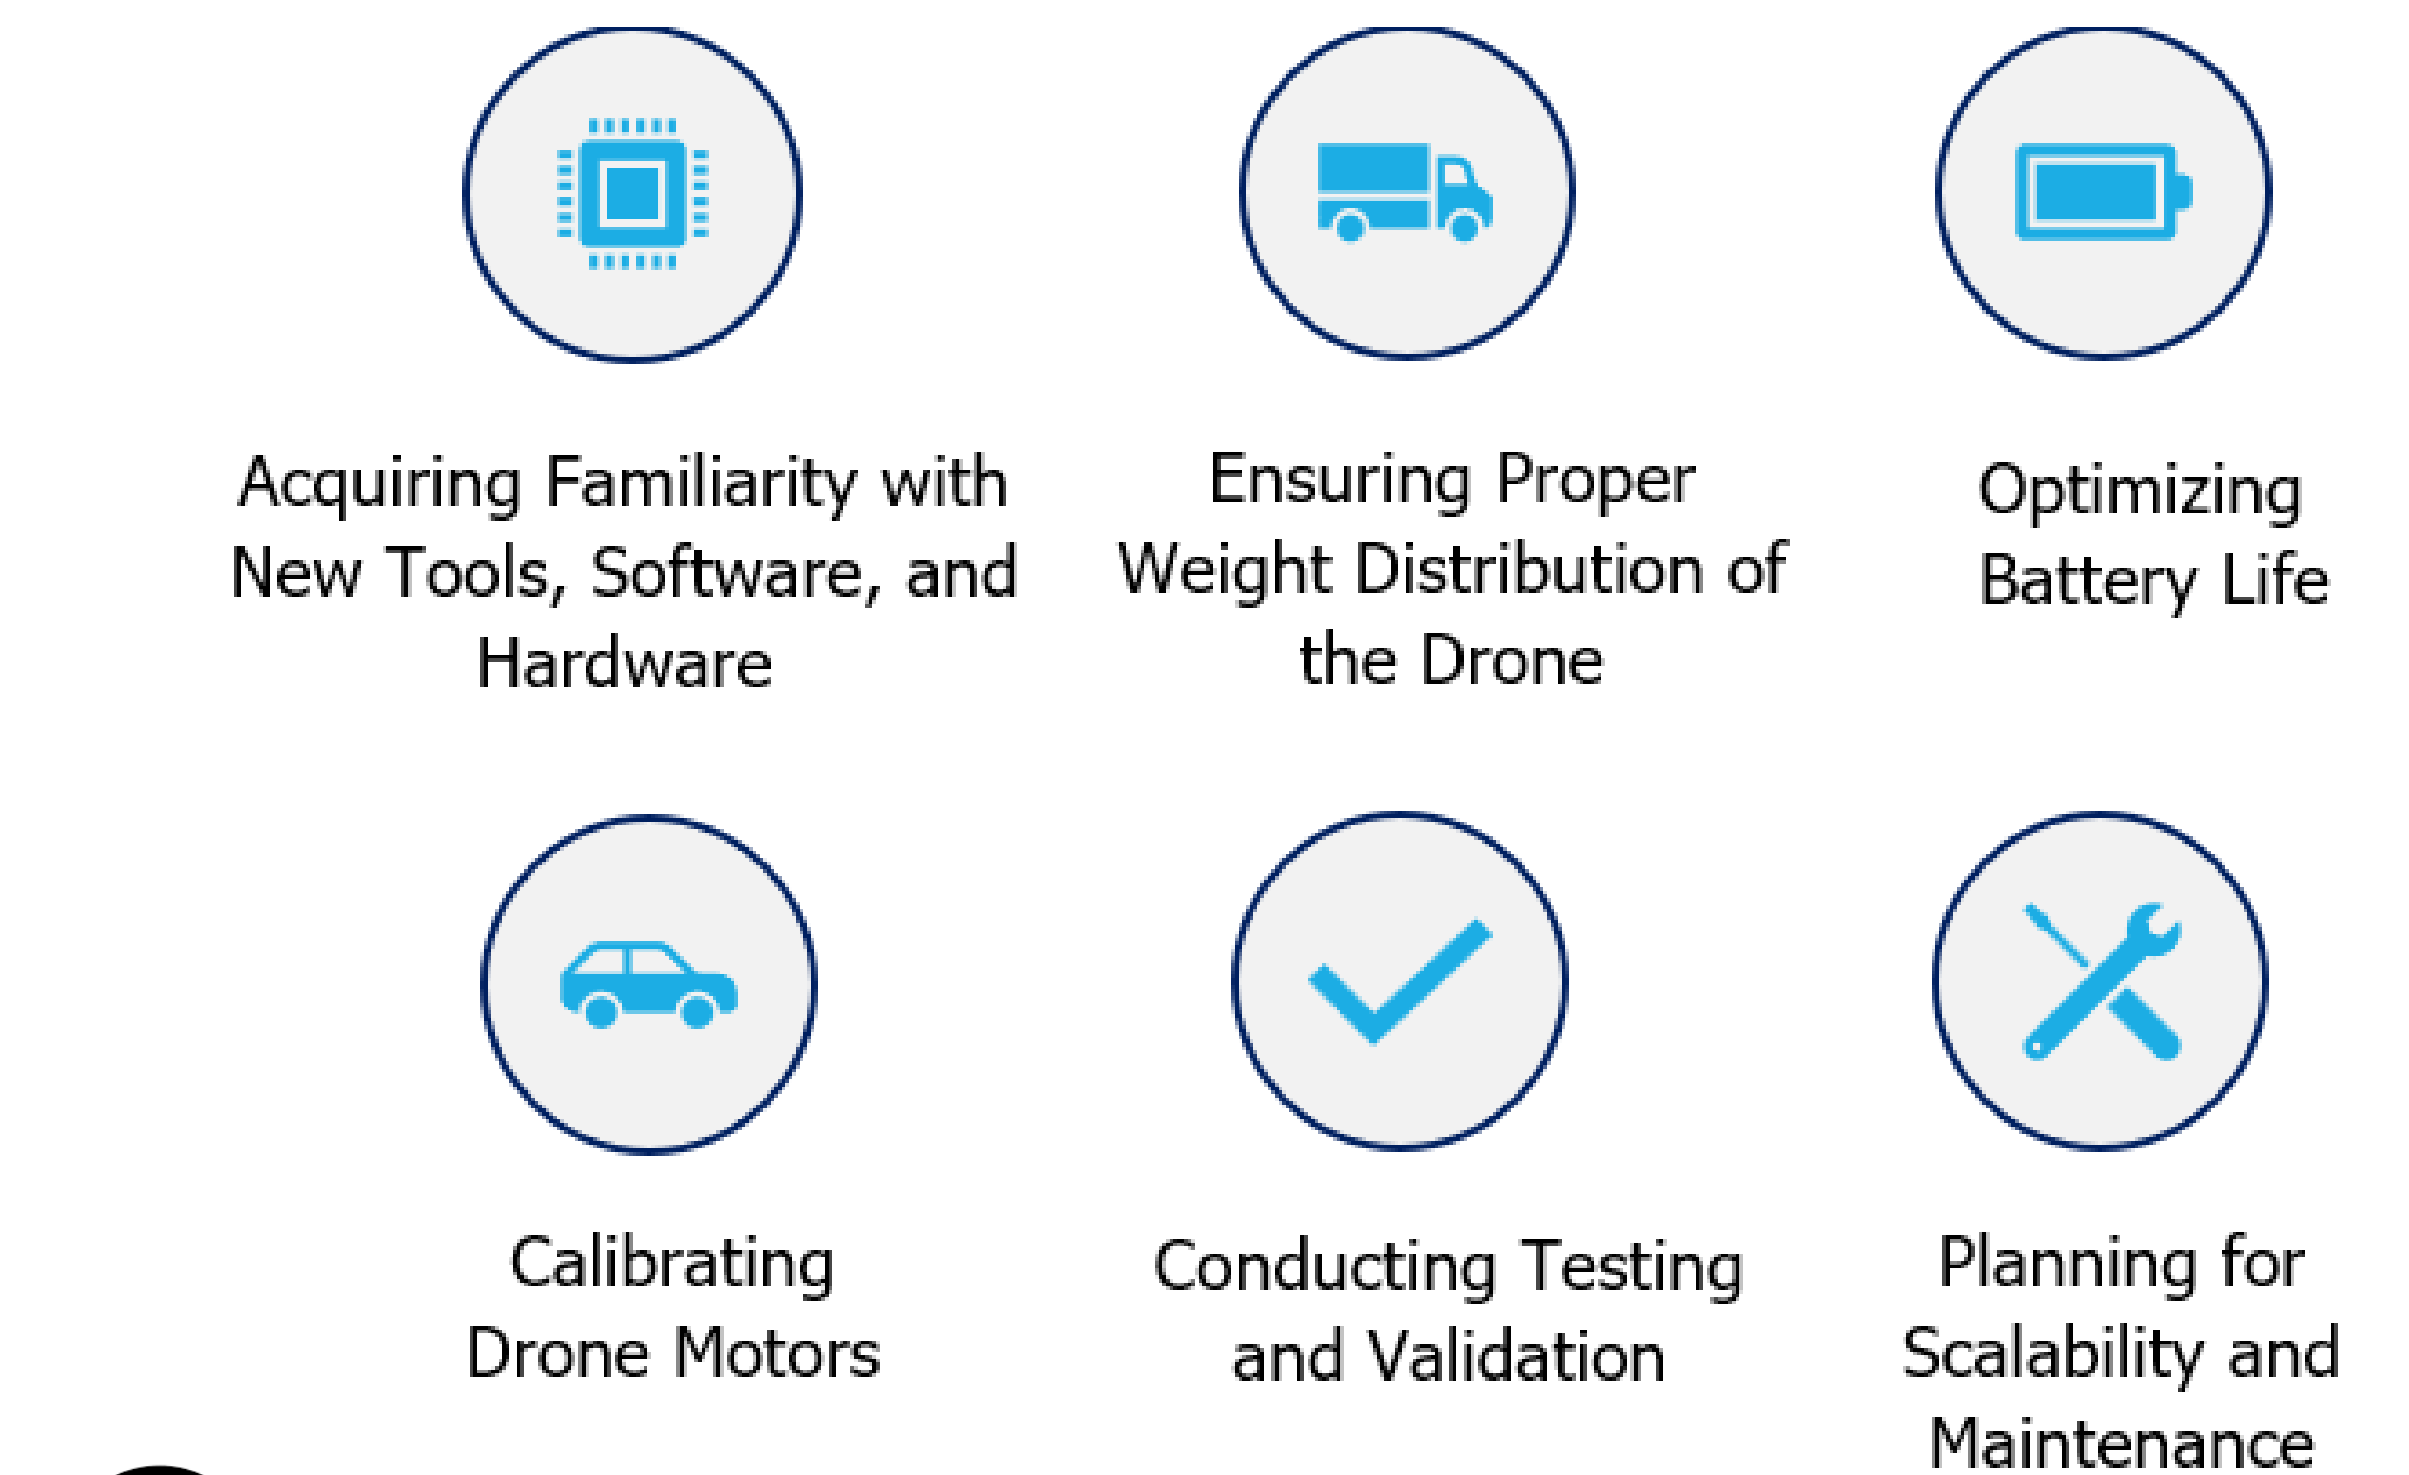 Acquiring Familiarity with
New Tools, Software, and
Hardware
Ensuring Proper
Weight Distribution of
the Drone
Optimizing
Battery Life
Calibrating
Drone Motors
Conducting Testing
and Validation
Planning for
Scalability and
Maintenance